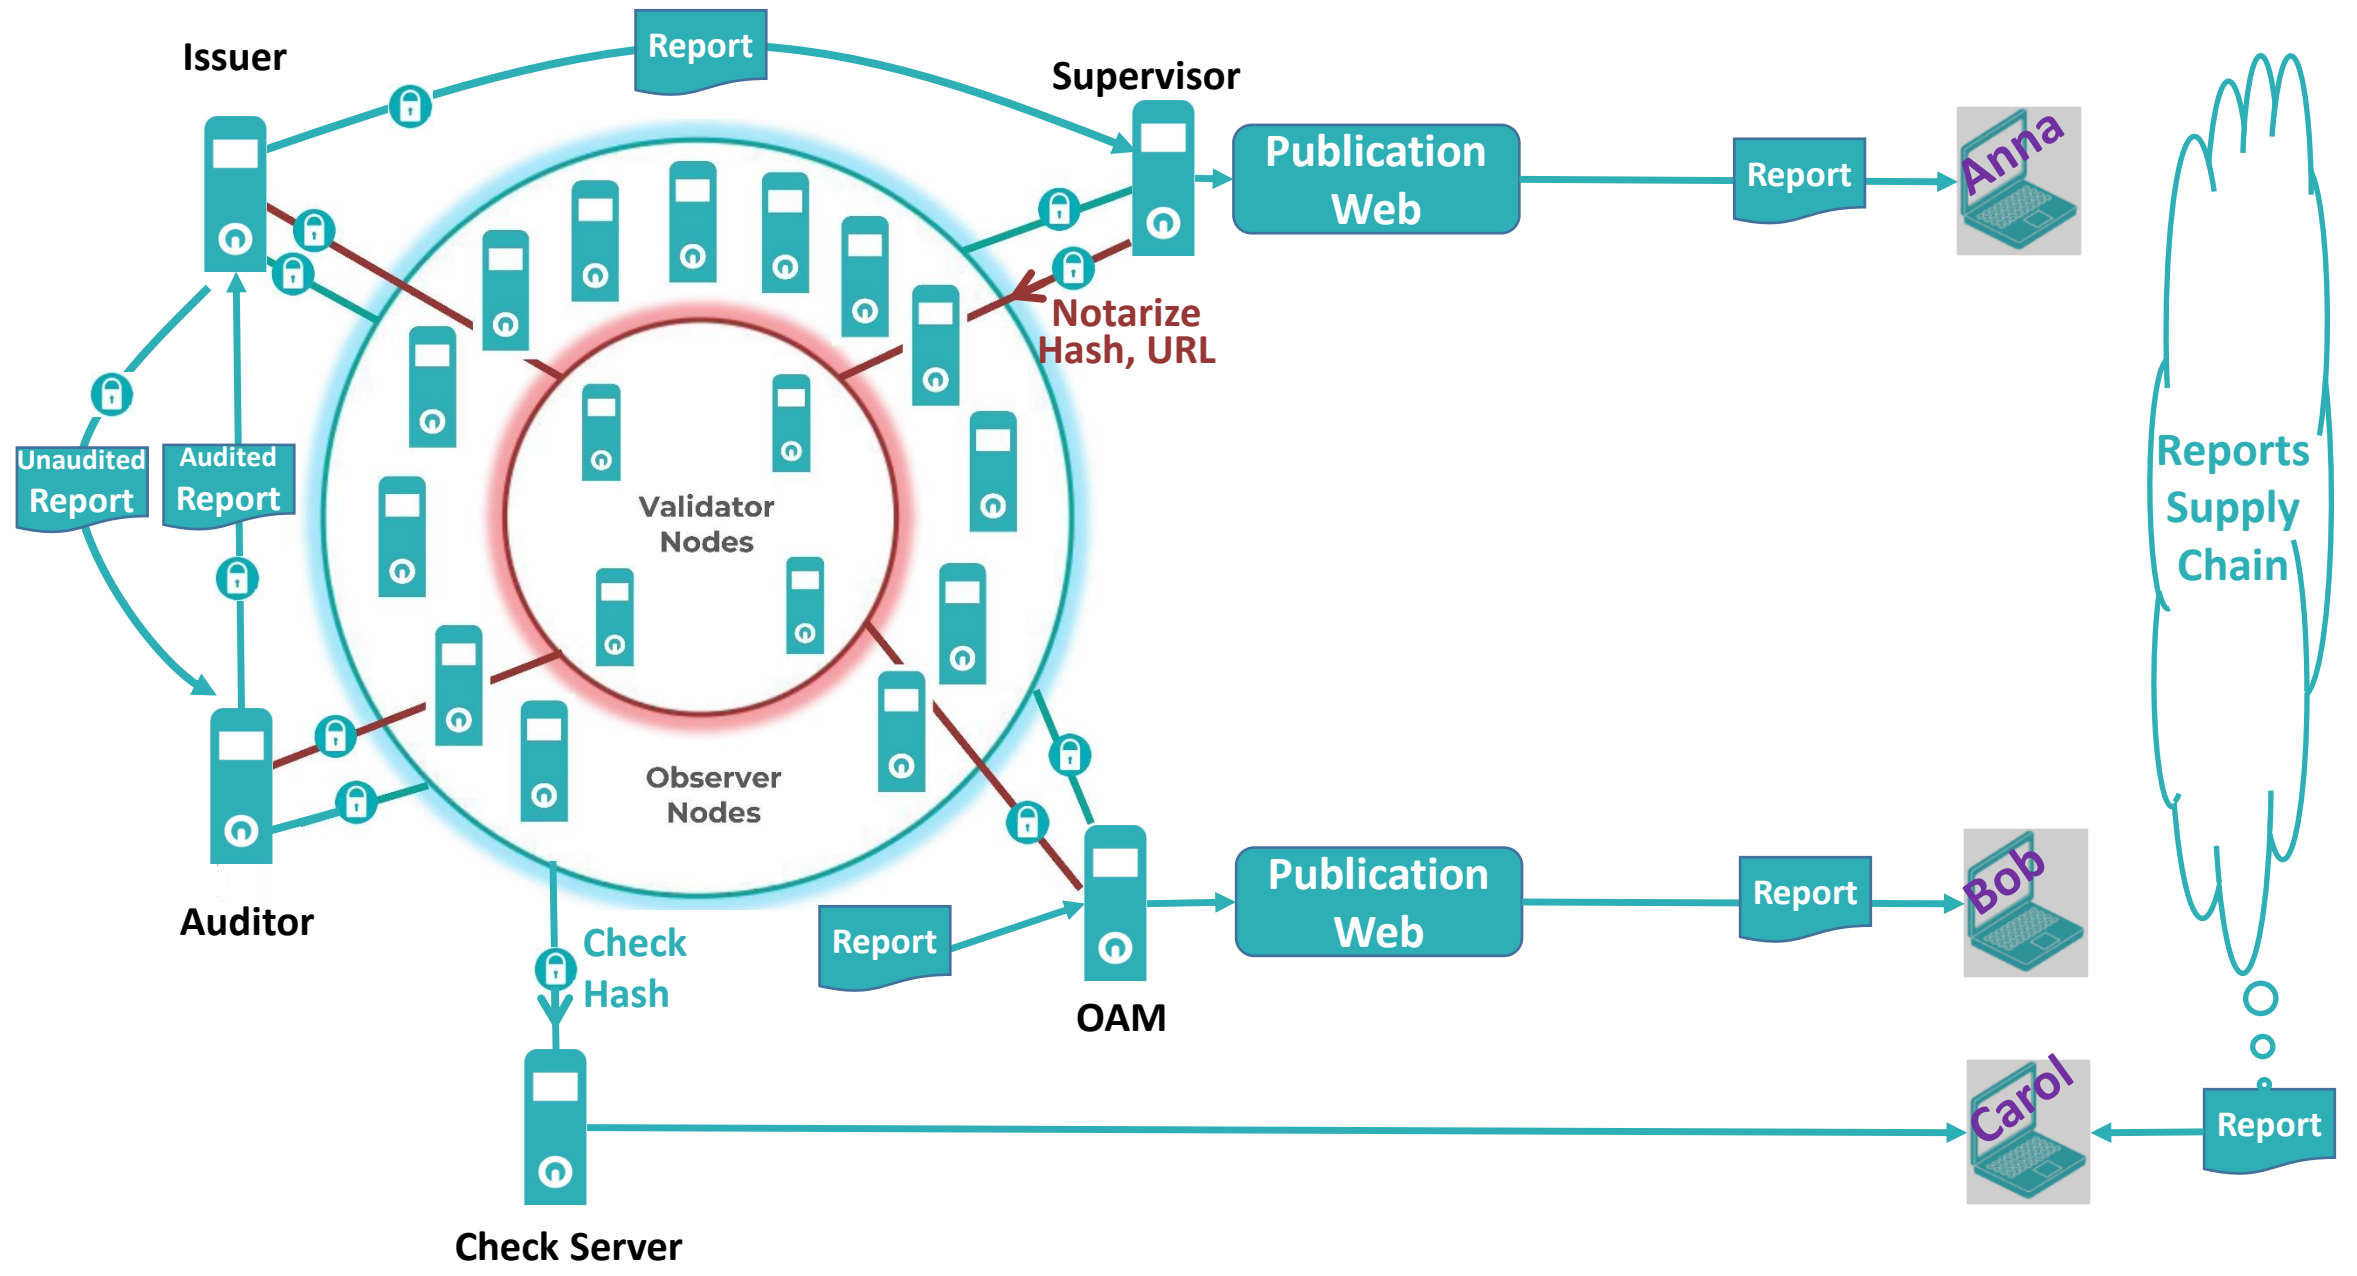 Issuer
Report
Supervisor
Publication
Web
Report
Anna
Notarize
Hash, URL
Unaudited
Report
Audited
Report
Validator
Nodes
Reports
Supply
Chain
Observer
Nodes
Auditor
Check
Hash
Report
OAM
Publication
Web
Report
Bob
Carol
Report
Check Server